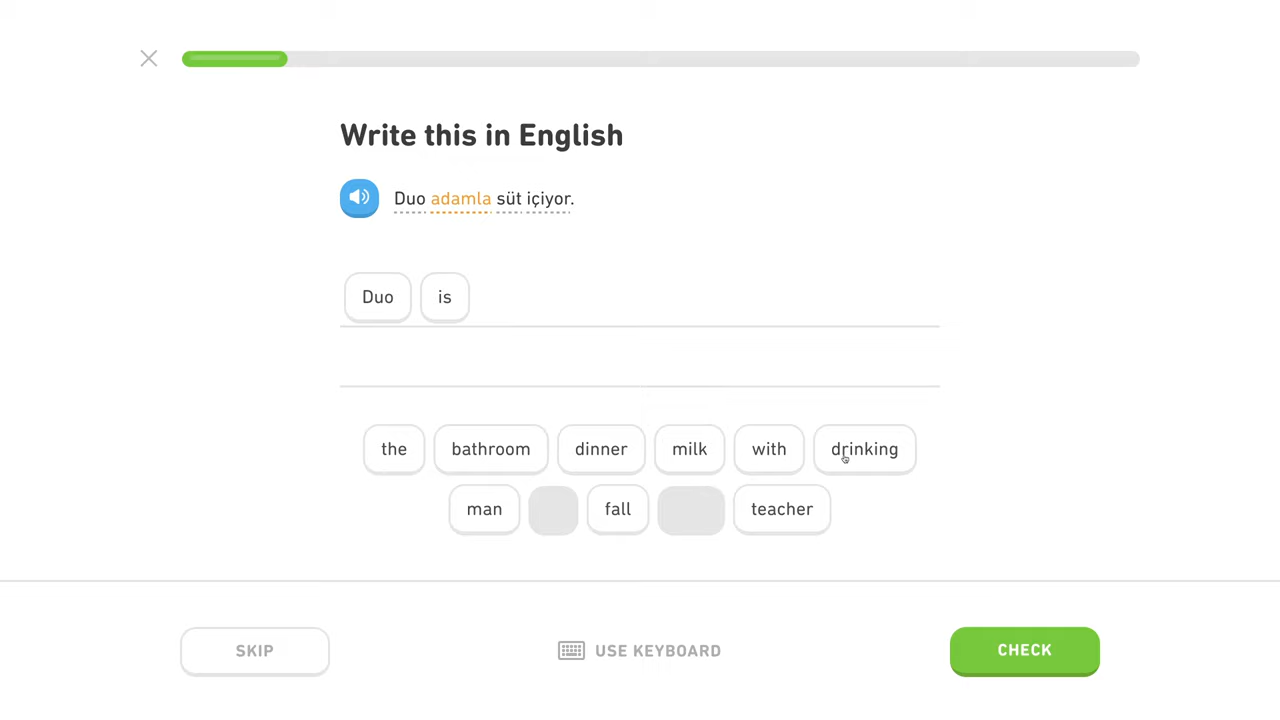 Write this in English
Duo adamla süt içiyor.
Duo is
the bathroom dinner milk with drinking
man fall teacher
SKIP USE KEYBOARD CHECK